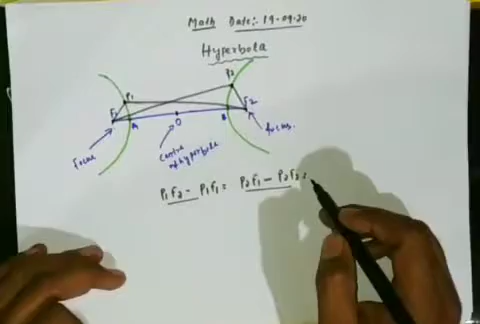 Math Date:- 19-09-20
Hyperbola
P2
P1
F1
F2
A
O
B
focus
Centre
of hyperbola
focus.
P1F2 - P1F1 = P2F1 - P2F2 =